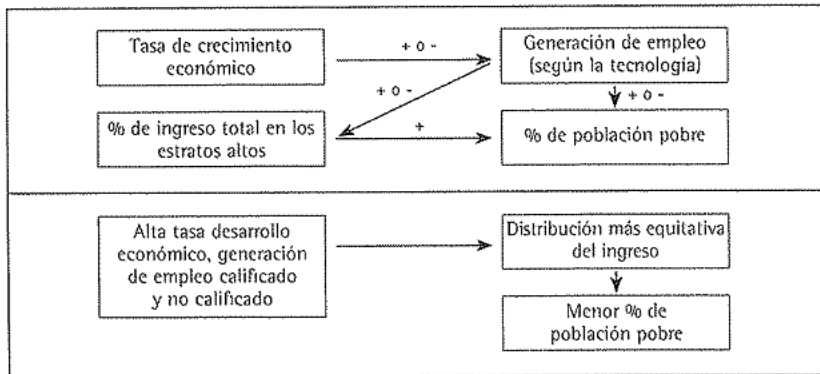 Tasa de crecimiento
económico
+ o -
Generación de empleo
(según la tecnología)
+ o -
+ o -
% de ingreso total en los
estratos altos
+
% de población pobre
Alta tasa desarrollo
económico, generación
de empleo calificado
y no calificado
Distribución más equitativa
del ingreso
Menor % de
población pobre